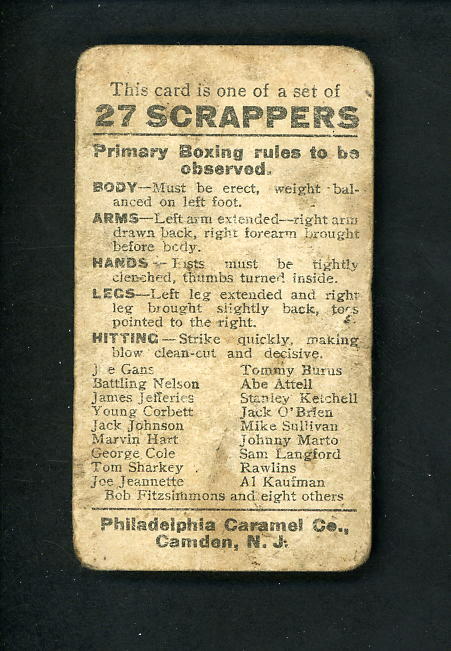 This card is one of a set of
27 SCRAPPERS
Primary Boxing rules to be
observed.
BODY—Must be erect, weight bal-
anced on left foot.
ARMS—Left arm extended—right arm
drawn back, right forearm brought
before body.
HANDS—Fists must be tightly
clenched, thumbs turned inside.
LEGS—Left leg extended and right
leg brought slightly back, toes
pointed to the right.
HITTING—Strike quickly, making
blow clean-cut and decisive.
Joe Gans Tommy Burns
Battling Nelson Abe Attell
James Jefferies Stanley Ketchell
Young Corbett Jack O'Brien
Jack Johnson Mike Sullivan
Marvin Hart Johnny Marto
George Cole Sam Langford
Tom Sharkey Rawlins
Joe Jeannette Al Kaufman
Bob Fitzsimmons and eight others
Philadelphia Caramel Co.,
Camden, N. J.